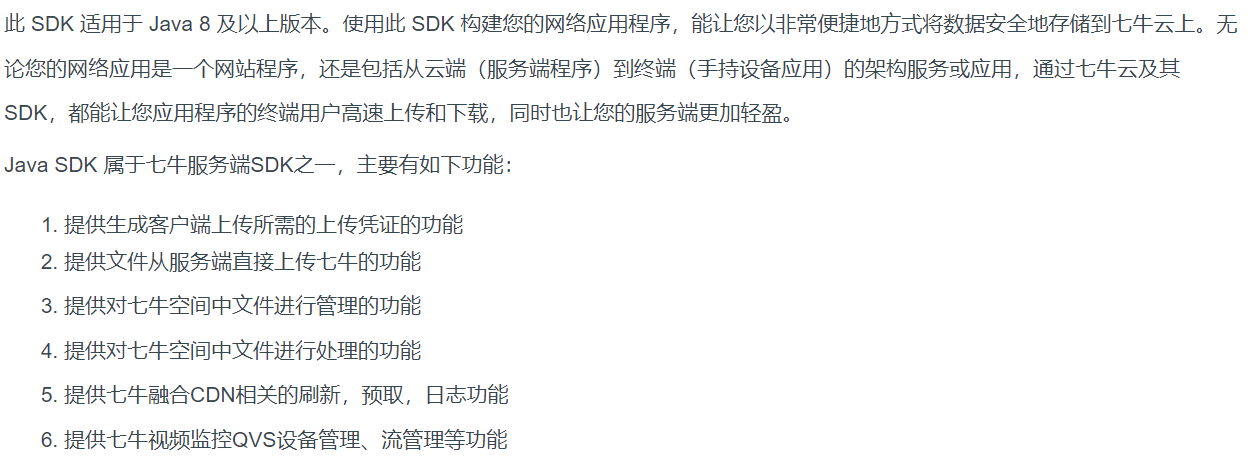 此 SDK 适用于 Java 8 及以上版本。使用此 SDK 构建您的网络应用程序，能让您以非常便捷地方式将数据安全地存储到七牛云上。无
论您的网络应用是一个网站程序，还是包括从云端（服务端程序）到终端（手持设备应用）的架构服务或应用，通过七牛云及其
SDK，都能让您应用程序的终端用户高速上传和下载，同时也让您的服务端更加轻盈。
Java SDK 属于七牛服务端SDK之一，主要有如下功能：
1. 提供生成客户端上传所需的上传凭证的功能
2. 提供文件从服务端直接上传七牛的功能
3. 提供对七牛空间中文件进行管理的功能
4. 提供对七牛空间中文件进行处理的功能
5. 提供七牛融合CDN相关的刷新，预取，日志功能
6. 提供七牛视频监控QVS设备管理、流管理等功能